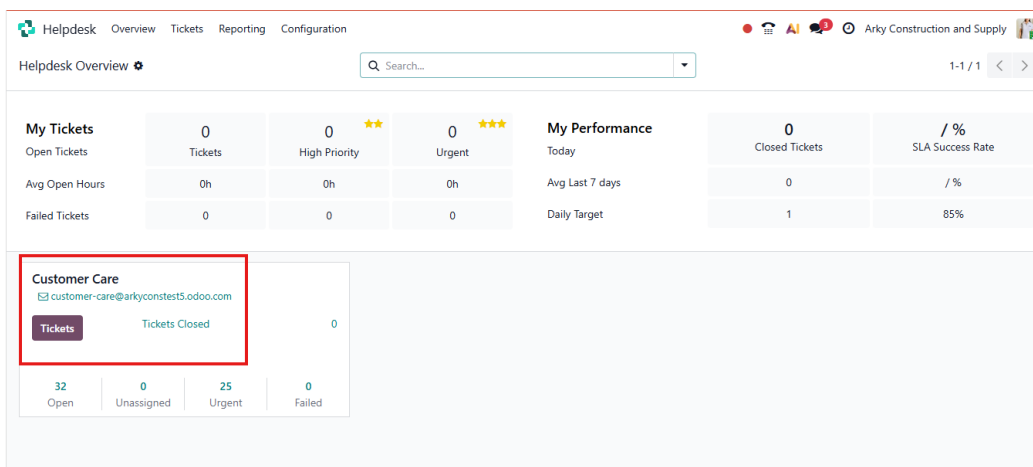 Helpdesk Overview Tickets Reporting Configuration 3 Arky Construction and Supply
Helpdesk Overview Search... 1-1 / 1
My Tickets 0 0 0 My Performance 0 / %
Open Tickets Tickets High Priority Urgent Today Closed Tickets SLA Success Rate
Avg Open Hours 0h 0h 0h Avg Last 7 days 0 / %
Failed Tickets 0 0 0 Daily Target 1 85%
Customer Care
customer-care@arkyconstest5.odoo.com
Tickets Tickets Closed 0
32 0 25 0
Open Unassigned Urgent Failed